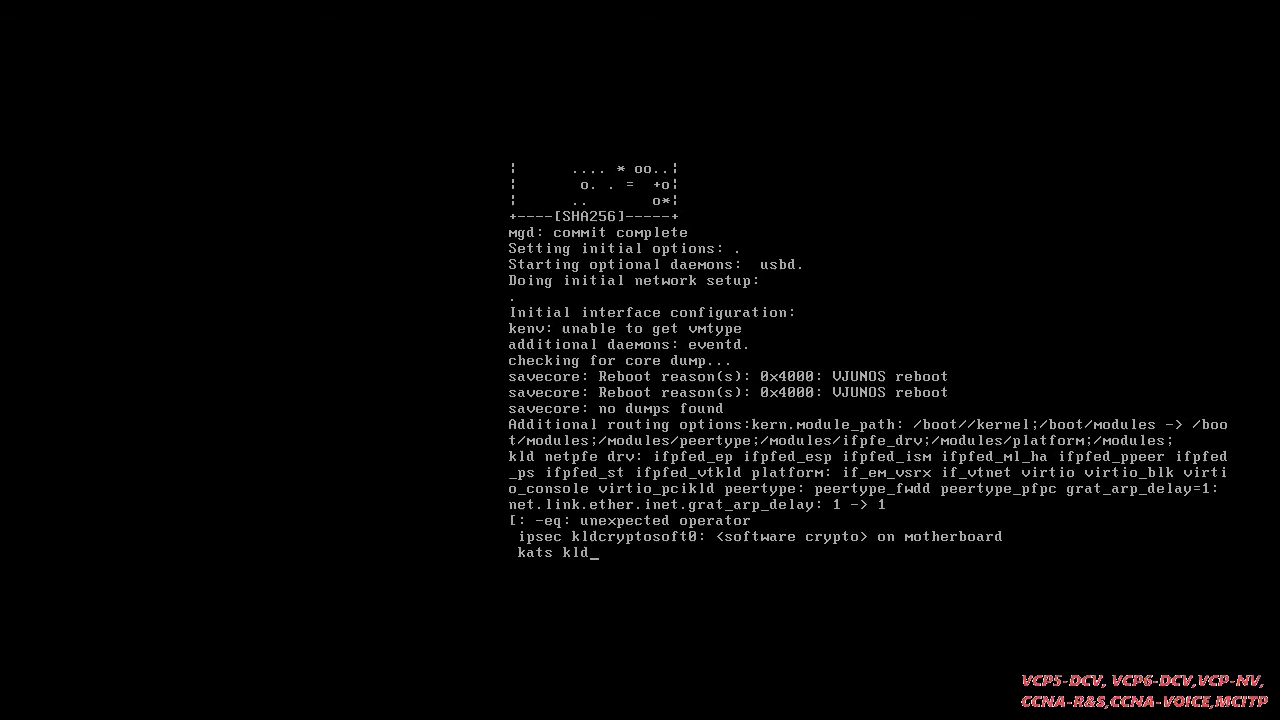 ¦       .... * oo..¦
¦        o. . =  +o¦
¦       ..       o*¦
+----[SHA256]-----+
mgd: commit complete
Setting initial options: .
Starting optional daemons:  usbd.
Doing initial network setup:
.
Initial interface configuration:
kenv: unable to get vmtype
additional daemons: eventd.
checking for core dump...
savecore: Reboot reason(s): 0x4000: VJUNOS reboot
savecore: Reboot reason(s): 0x4000: VJUNOS reboot
savecore: no dumps found
Additional routing options:kern.module_path: /boot//kernel;/boot/modules -> /boo
t/modules;/modules/peertype;/modules/ifpfe_drv;/modules/platform;/modules;
kld netpfe drv: ifpfed_ep ifpfed_esp ifpfed_ism ifpfed_ml_ha ifpfed_ppeer ifpfed
_ps ifpfed_st ifpfed_vtkld platform: if_em_vsrx if_vtnet virtio virtio_blk virti
o_console virtio_pcikld peertype: peertype_fwdd peertype_pfpc grat_arp_delay=1:
net.link.ether.inet.grat_arp_delay: 1 -> 1
[: -eq: unexpected operator
 ipsec kldcryptosoft0: <software crypto> on motherboard
 kats kld_
VCP5-DCV, VCP6-DCV,VCP-NV,
CCNA-R&S,CCNA-VOICE,MCITP